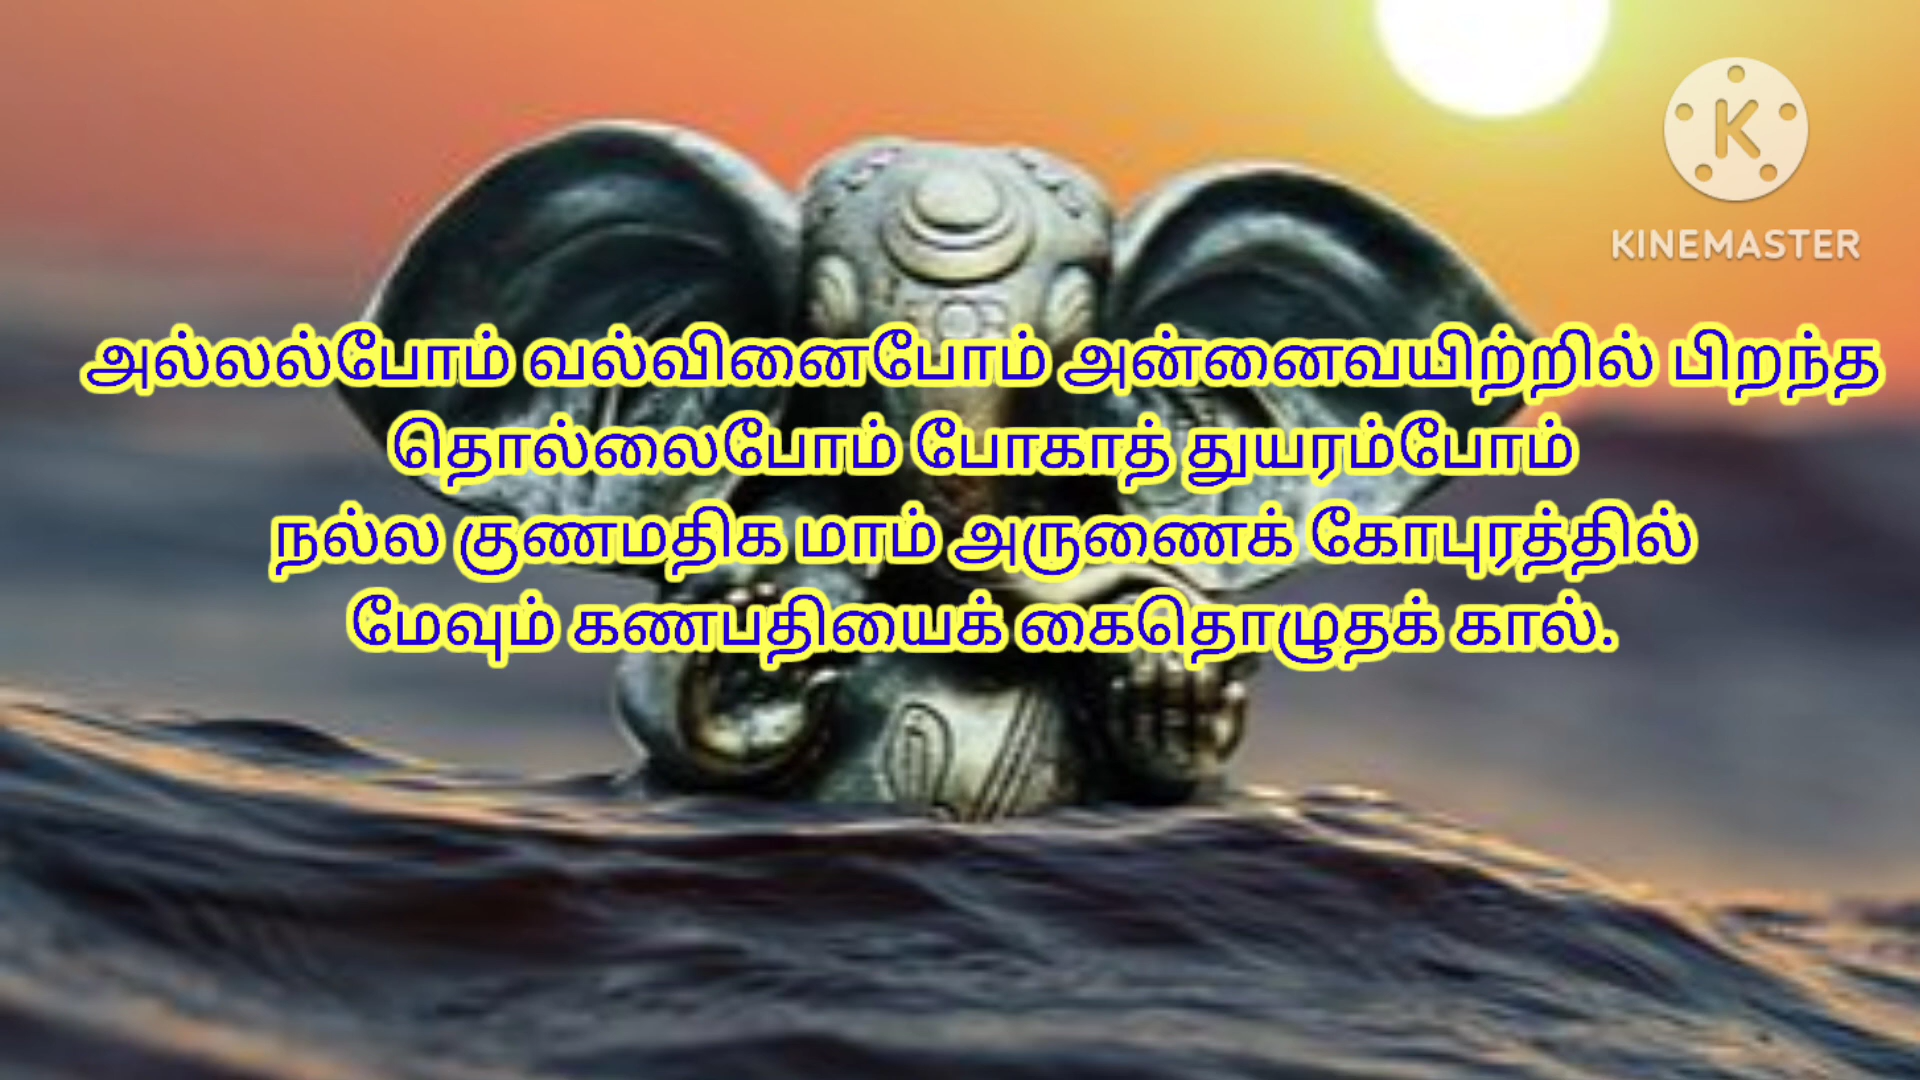 KINEMASTER
அல்லல்போம் வல்வினைபோம் அன்னைவயிற்றில் பிறந்த
தொல்லைபோம் போகாத் துயரம்போம்
நல்ல குணமதிக மாம் அருணைக் கோபுரத்தில்
மேவும் கணபதியைக் கைதொழுதக் கால்.